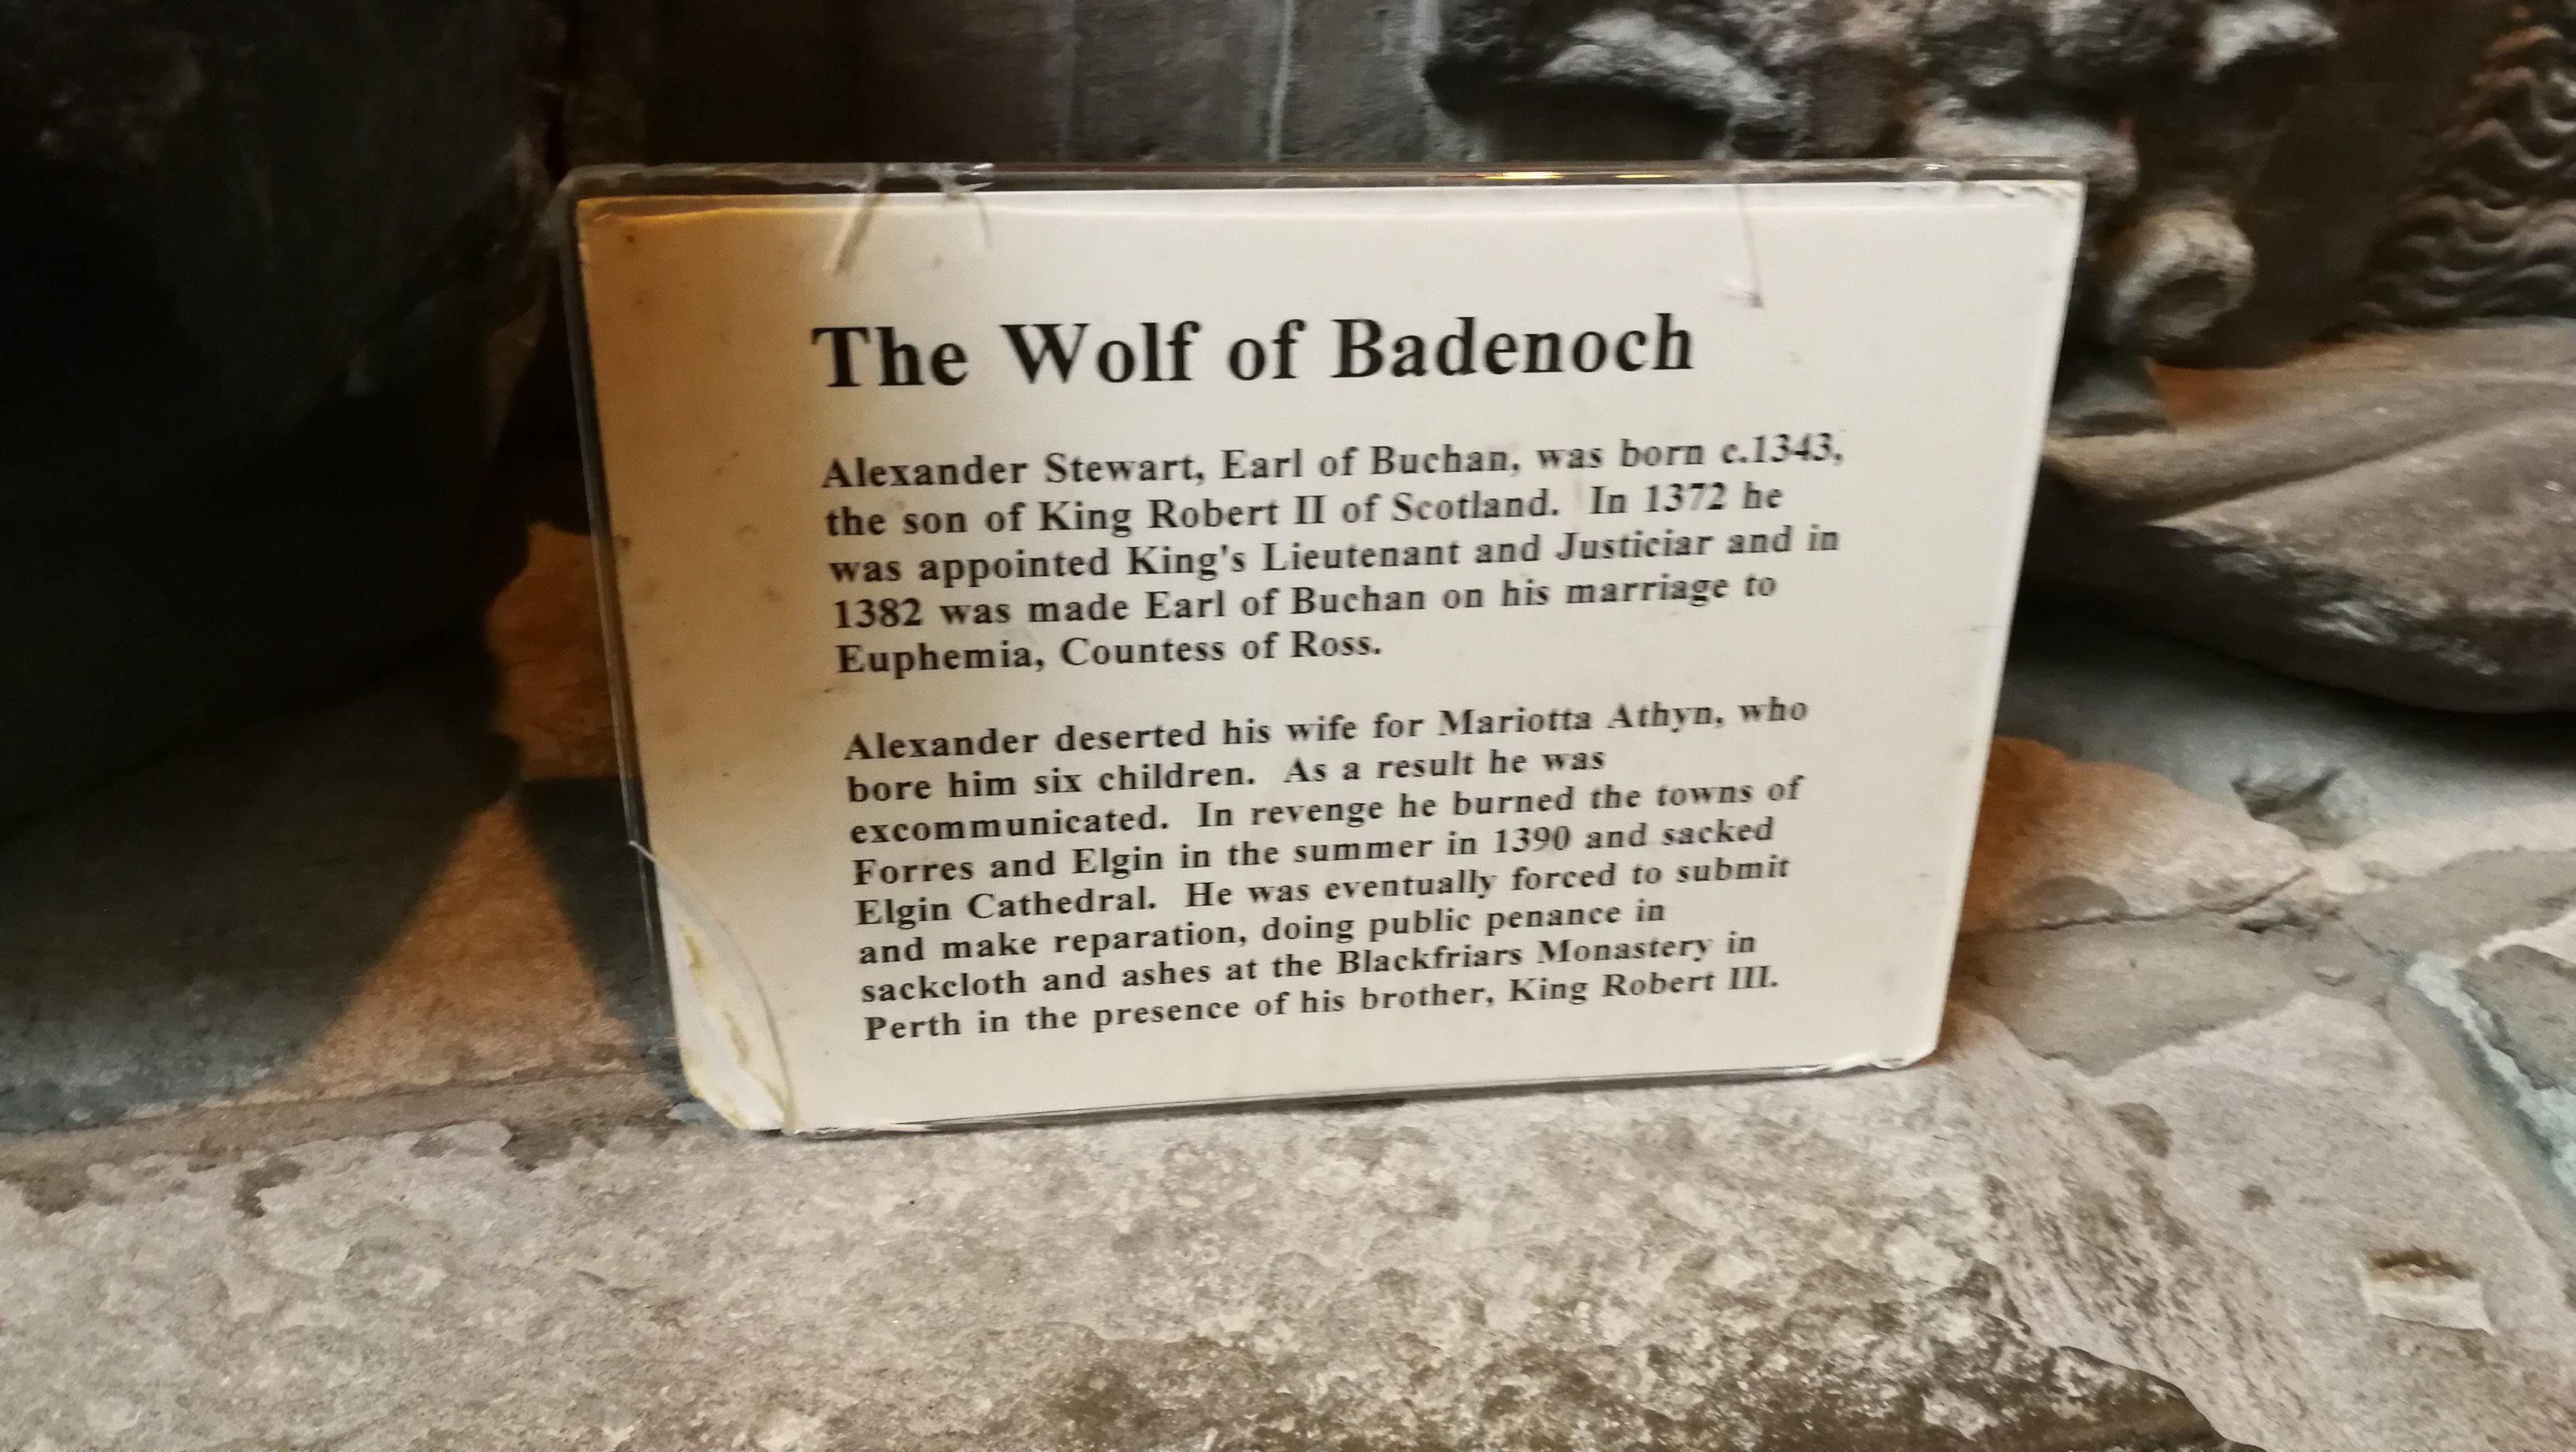 The Wolf of Badenoch
Alexander Stewart, Earl of Buchan, was born c.1343,
the son of King Robert II of Scotland. In 1372 he
was appointed King's Lieutenant and Justiciar and in
1382 was made Earl of Buchan on his marriage to
Euphemia, Countess of Ross.
Alexander deserted his wife for Mariotta Athyn, who
bore him six children. As a result he was
excommunicated. In revenge he burned the towns of
Forres and Elgin in the summer in 1390 and sacked
Elgin Cathedral. He was eventually forced to submit
and make reparation, doing public penance in
sackcloth and ashes at the Blackfriars Monastery in
Perth in the presence of his brother, King Robert III.